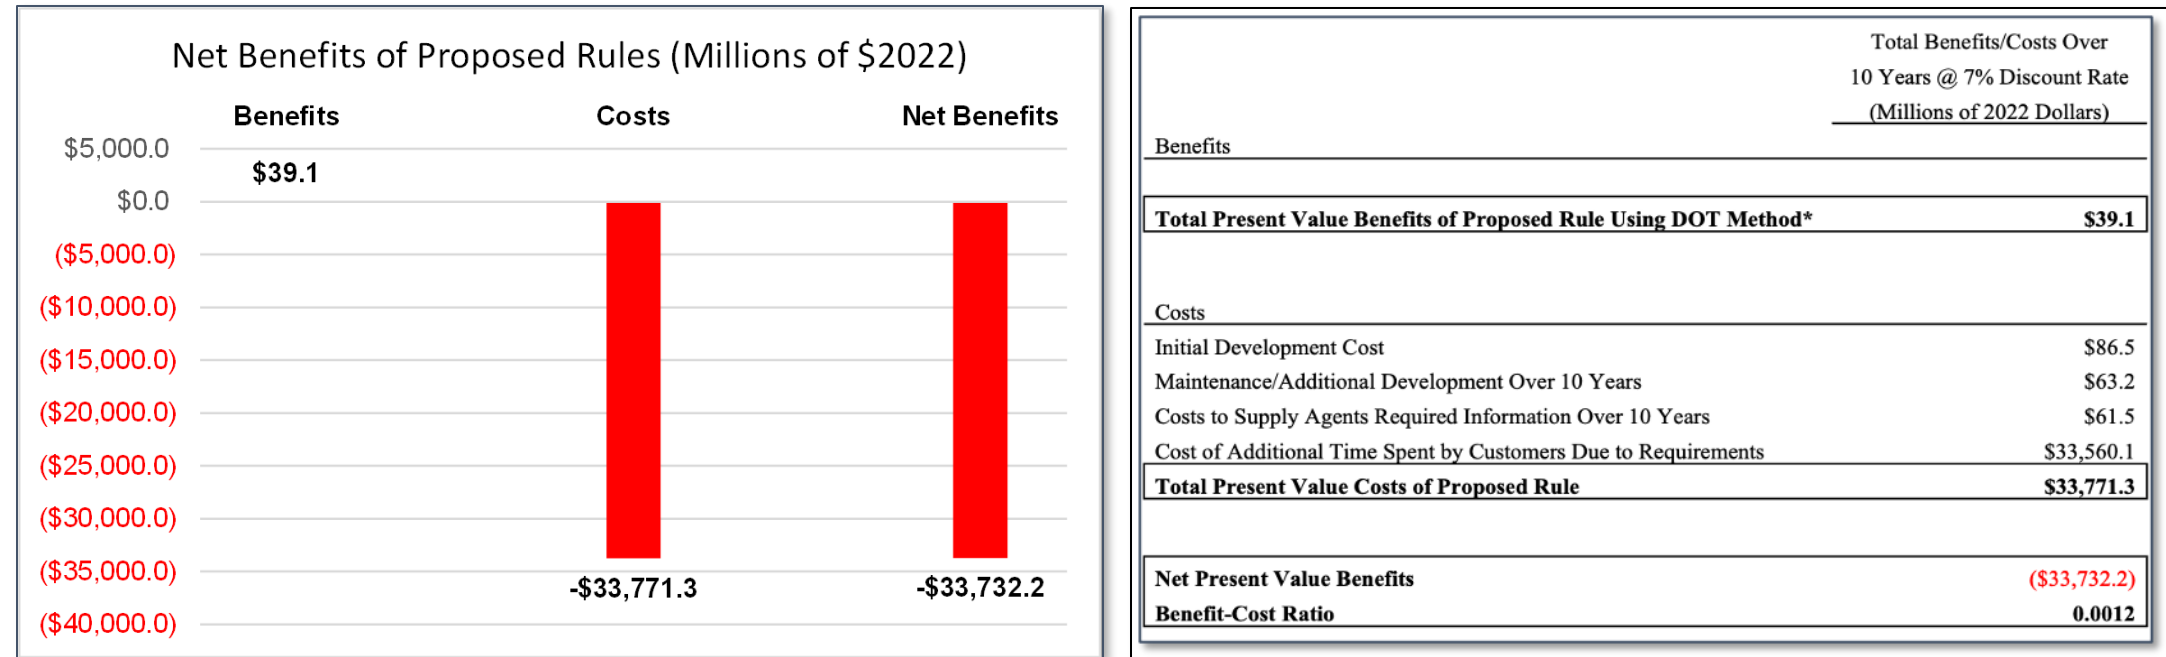 Net Benefits of Proposed Rules (Millions of $2022)
Benefits Costs Net Benefits
$5,000.0
$39.1
$0.0
($5,000.0)
($10,000.0)
($15,000.0)
($20,000.0)
($25,000.0)
($30,000.0)
($35,000.0)
-$33,771.3 -$33,732.2
($40,000.0)
Total Benefits/Costs Over
10 Years @ 7% Discount Rate
(Millions of 2022 Dollars)
Benefits
Total Present Value Benefits of Proposed Rule Using DOT Method* $39.1
Costs
Initial Development Cost $86.5
Maintenance/Additional Development Over 10 Years $63.2
Costs to Supply Agents Required Information Over 10 Years $61.5
Cost of Additional Time Spent by Customers Due to Requirements $33,560.1
Total Present Value Costs of Proposed Rule $33,771.3
Net Present Value Benefits ($33,732.2)
Benefit-Cost Ratio 0.0012